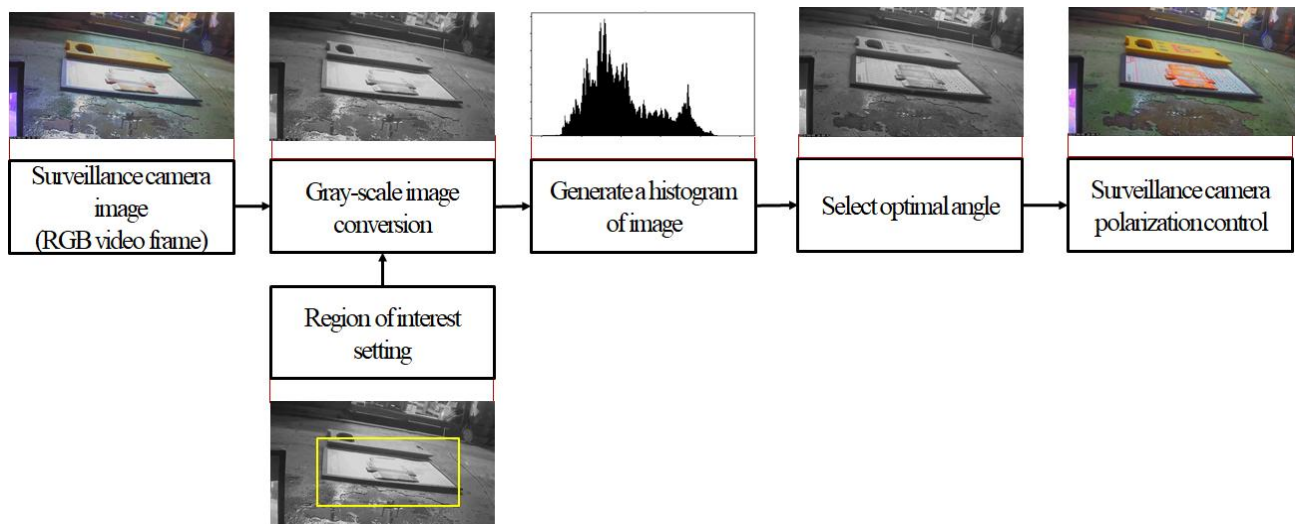 Surveillance camera
image
(RGB video frame)
Gray-scale image
conversion
Generate a histogram
of image
Select optimal angle
Surveillance camera
polarization control
Region of interest
setting